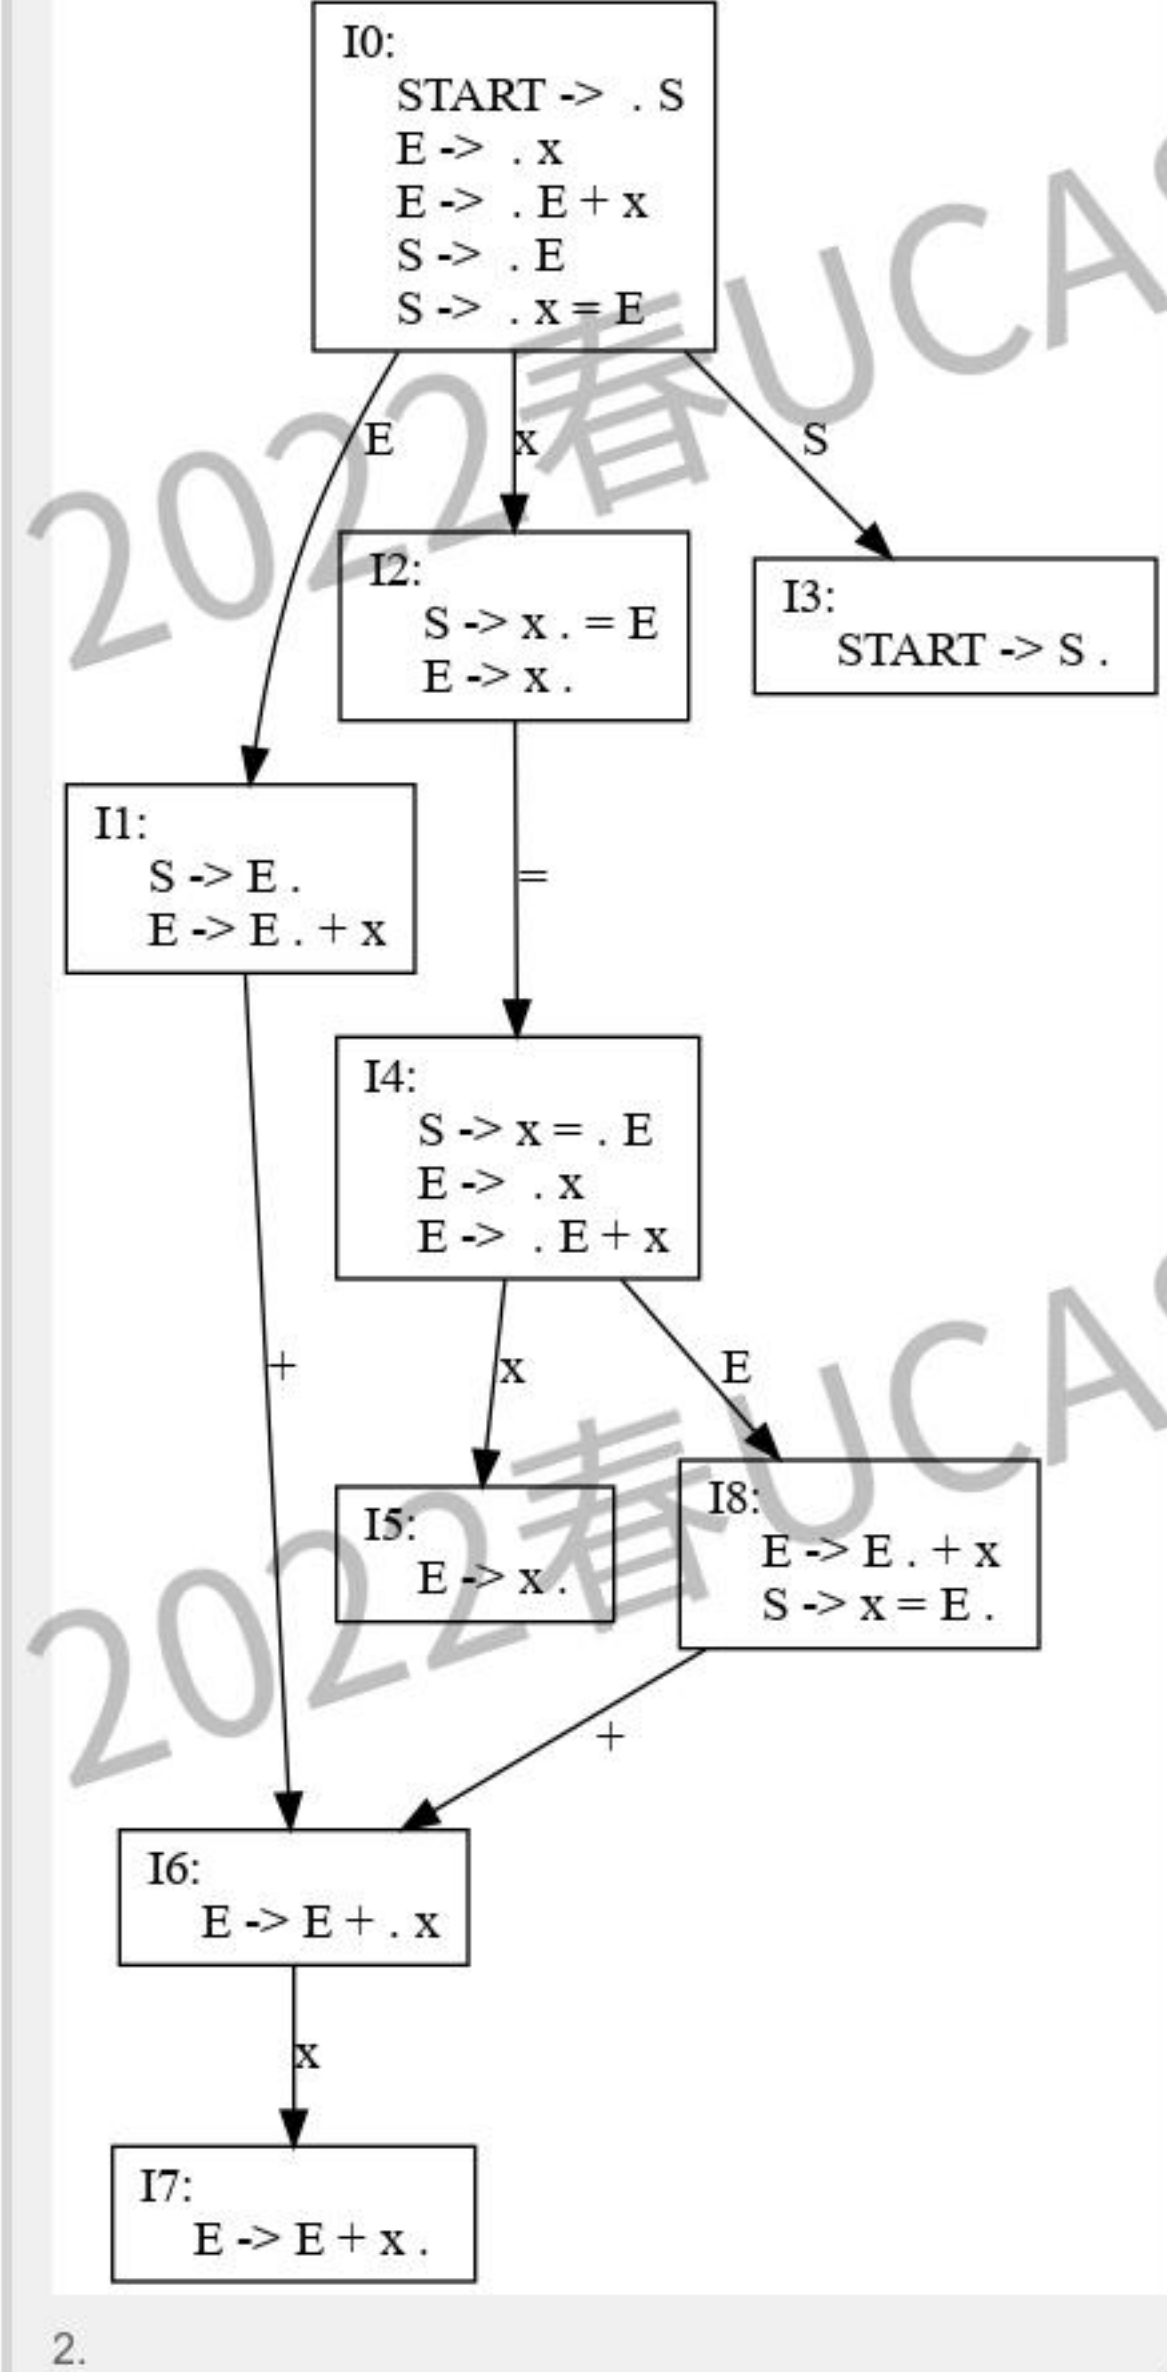 I0:
START -> . S
E -> . x
E -> . E + x
S -> . E
S -> . x = E
E
x
S
I2:
S -> x . = E
E -> x .
I3:
START -> S .
I1:
S -> E .
E -> E . + x
=
I4:
S -> x = . E
E -> . x
E -> . E + x
+
x
E
I5:
E -> x .
I8:
E -> E . + x
S -> x = E .
+
I6:
E -> E + . x
x
I7:
E -> E + x .
2.
2022春UCAS
2022春UCAS